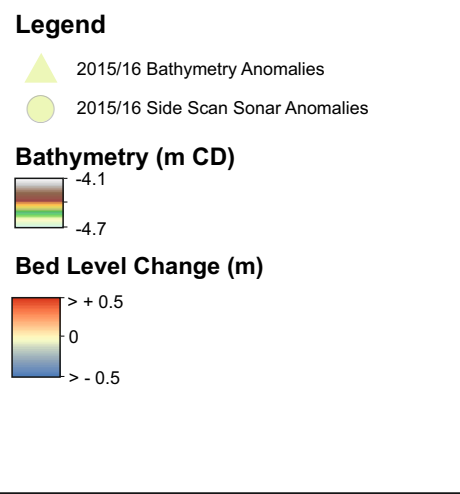 Legend
2015/16 Bathymetry Anomalies
2015/16 Side Scan Sonar Anomalies
Bathymetry (m CD)
-4.1
-4.7
Bed Level Change (m)
> + 0.5
0
> - 0.5